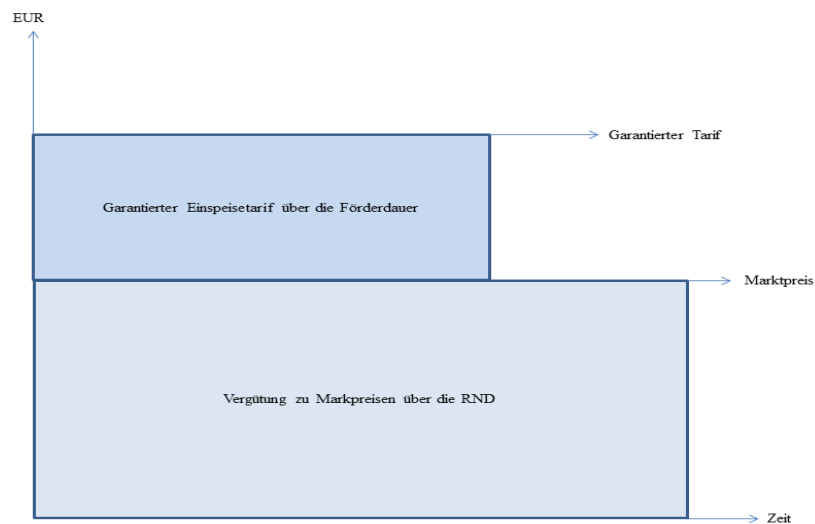 EUR
Garantierter Tarif
Garantierter Einspeisetarif über die Förderdauer
Marktpreis
Vergütung zu Markpreisen über die RND
Zeit